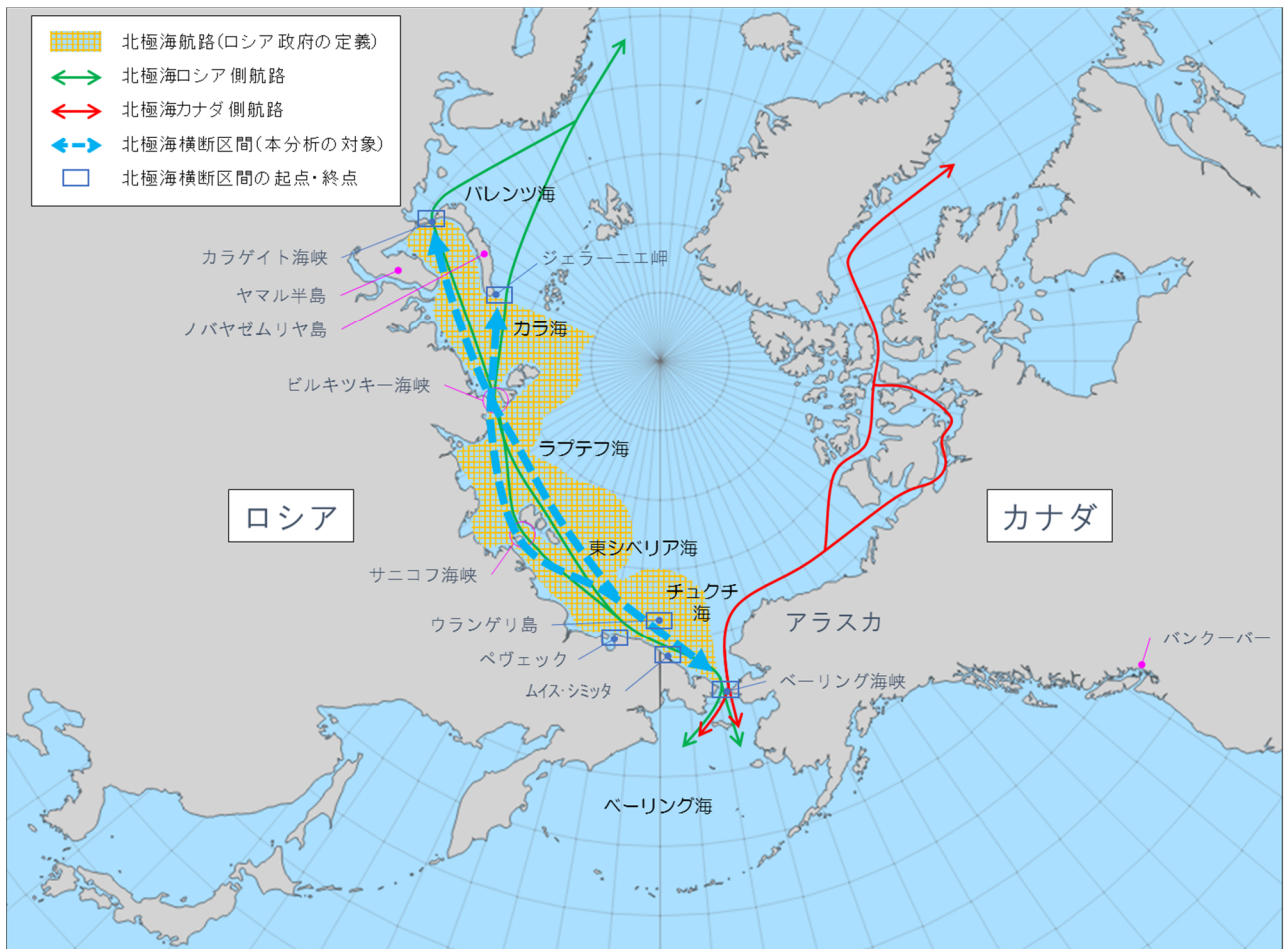 北極海航路(ロシア政府の定義)
北極海ロシア側航路
北極海カナダ側航路
北極海横断区間(本分析の対象)
北極海横断区間の起点・終点
バレンツ海
カラゲイト海峡
ジェラーニエ岬
ヤマル半島
ノバヤゼムリヤ島
カラ海
ビルキツキー海峡
ラプテフ海
ロシア
カナダ
東シベリア海
サニコフ海峡
チュクチ
海
ウランゲリ島
アラスカ
バンクーバー
ペヴェック
ムイス・シミッタ
ベーリング海峡
ベーリング海